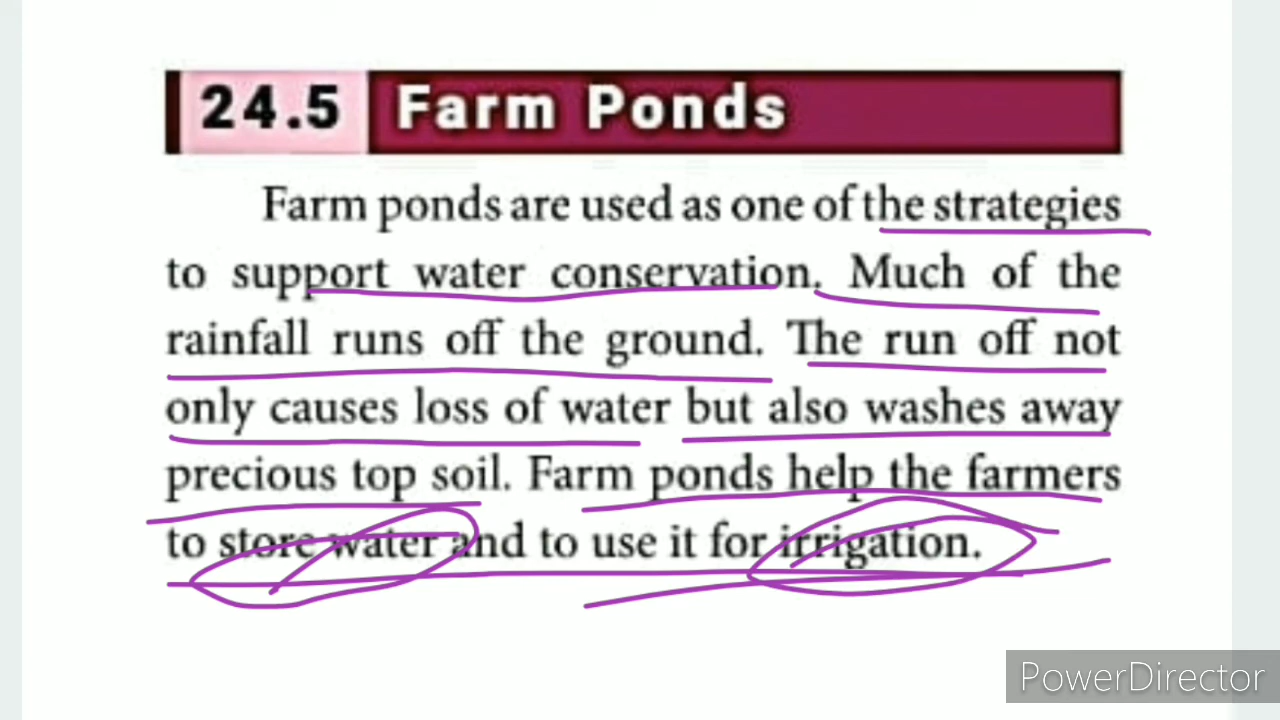 24.5 Farm Ponds
Farm ponds are used as one of the strategies
to support water conservation. Much of the
rainfall runs off the ground. The run off not
only causes loss of water but also washes away
precious top soil. Farm ponds help the farmers
to store water and to use it for irrigation.
PowerDirector